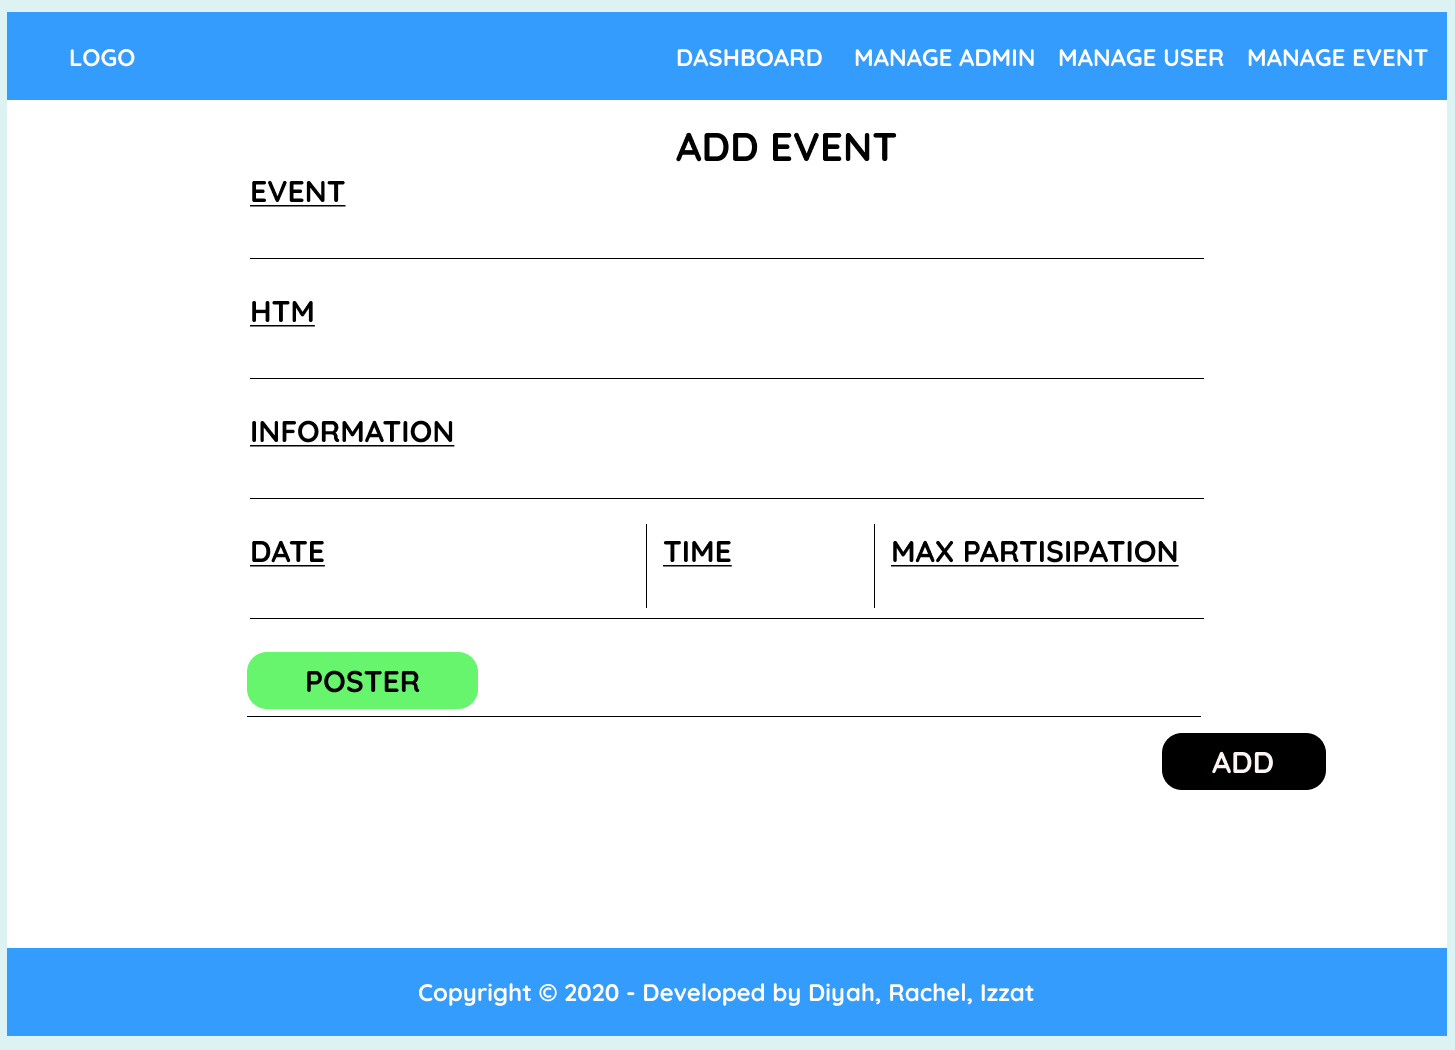 LOGO DASHBOARD MANAGE ADMIN MANAGE USER MANAGE EVENT
ADD EVENT
EVENT
HTM
INFORMATION
DATE TIME MAX PARTISIPATION
POSTER
ADD
Copyright © 2020 - Developed by Diyah, Rachel, Izzat